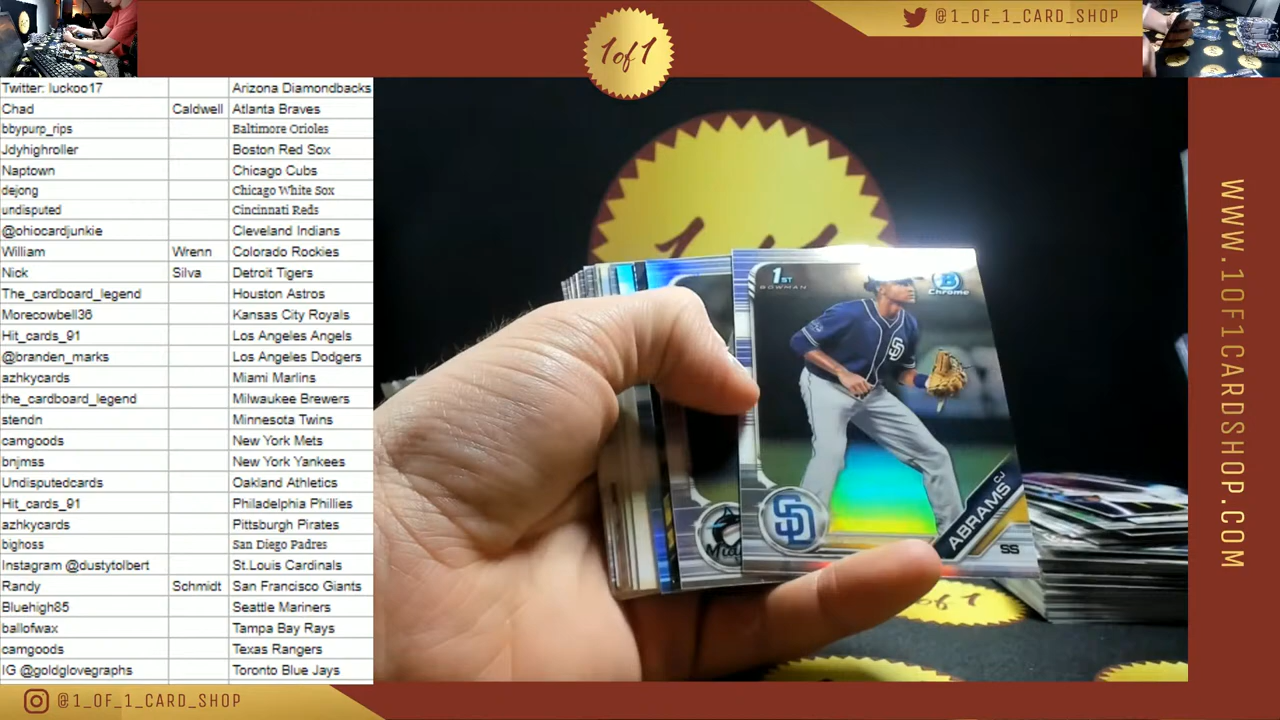 @1_OF_1_CARD_SHOP
1 of 1
Twitter: luckoo17 Arizona Diamondbacks
Chad Caldwell Atlanta Braves
bbypurp_rips Baltimore Orioles
Jdyhighroller Boston Red Sox
Naptown Chicago Cubs
dejong Chicago White Sox
undisputed Cincinnati Reds
@ohiocardjunkie Cleveland Indians
William Wrenn Colorado Rockies
Nick Silva Detroit Tigers
The_cardboard_legend Houston Astros
Morecowbell36 Kansas City Royals
Hit_cards_91 Los Angeles Angels
@branden_marks Los Angeles Dodgers
azhkycards Miami Marlins
the_cardboard_legend Milwaukee Brewers
stendn Minnesota Twins
camgoods New York Mets
bnjmss New York Yankees
Undisputedcards Oakland Athletics
Hit_cards_91 Philadelphia Phillies
azhkycards Pittsburgh Pirates
bighoss San Diego Padres
Instagram @dustytolbert St.Louis Cardinals
Randy Schmidt San Francisco Giants
Bluehigh85 Seattle Mariners
ballofwax Tampa Bay Rays
camgoods Texas Rangers
IG @goldglovegraphs Toronto Blue Jays
1ST
BOWMAN
B
Chrome
SD
SD
CJ
ABRAMS
SS
of 1
WWW.1OF1CARDSHOP.COM
@1_OF_1_CARD_SHOP